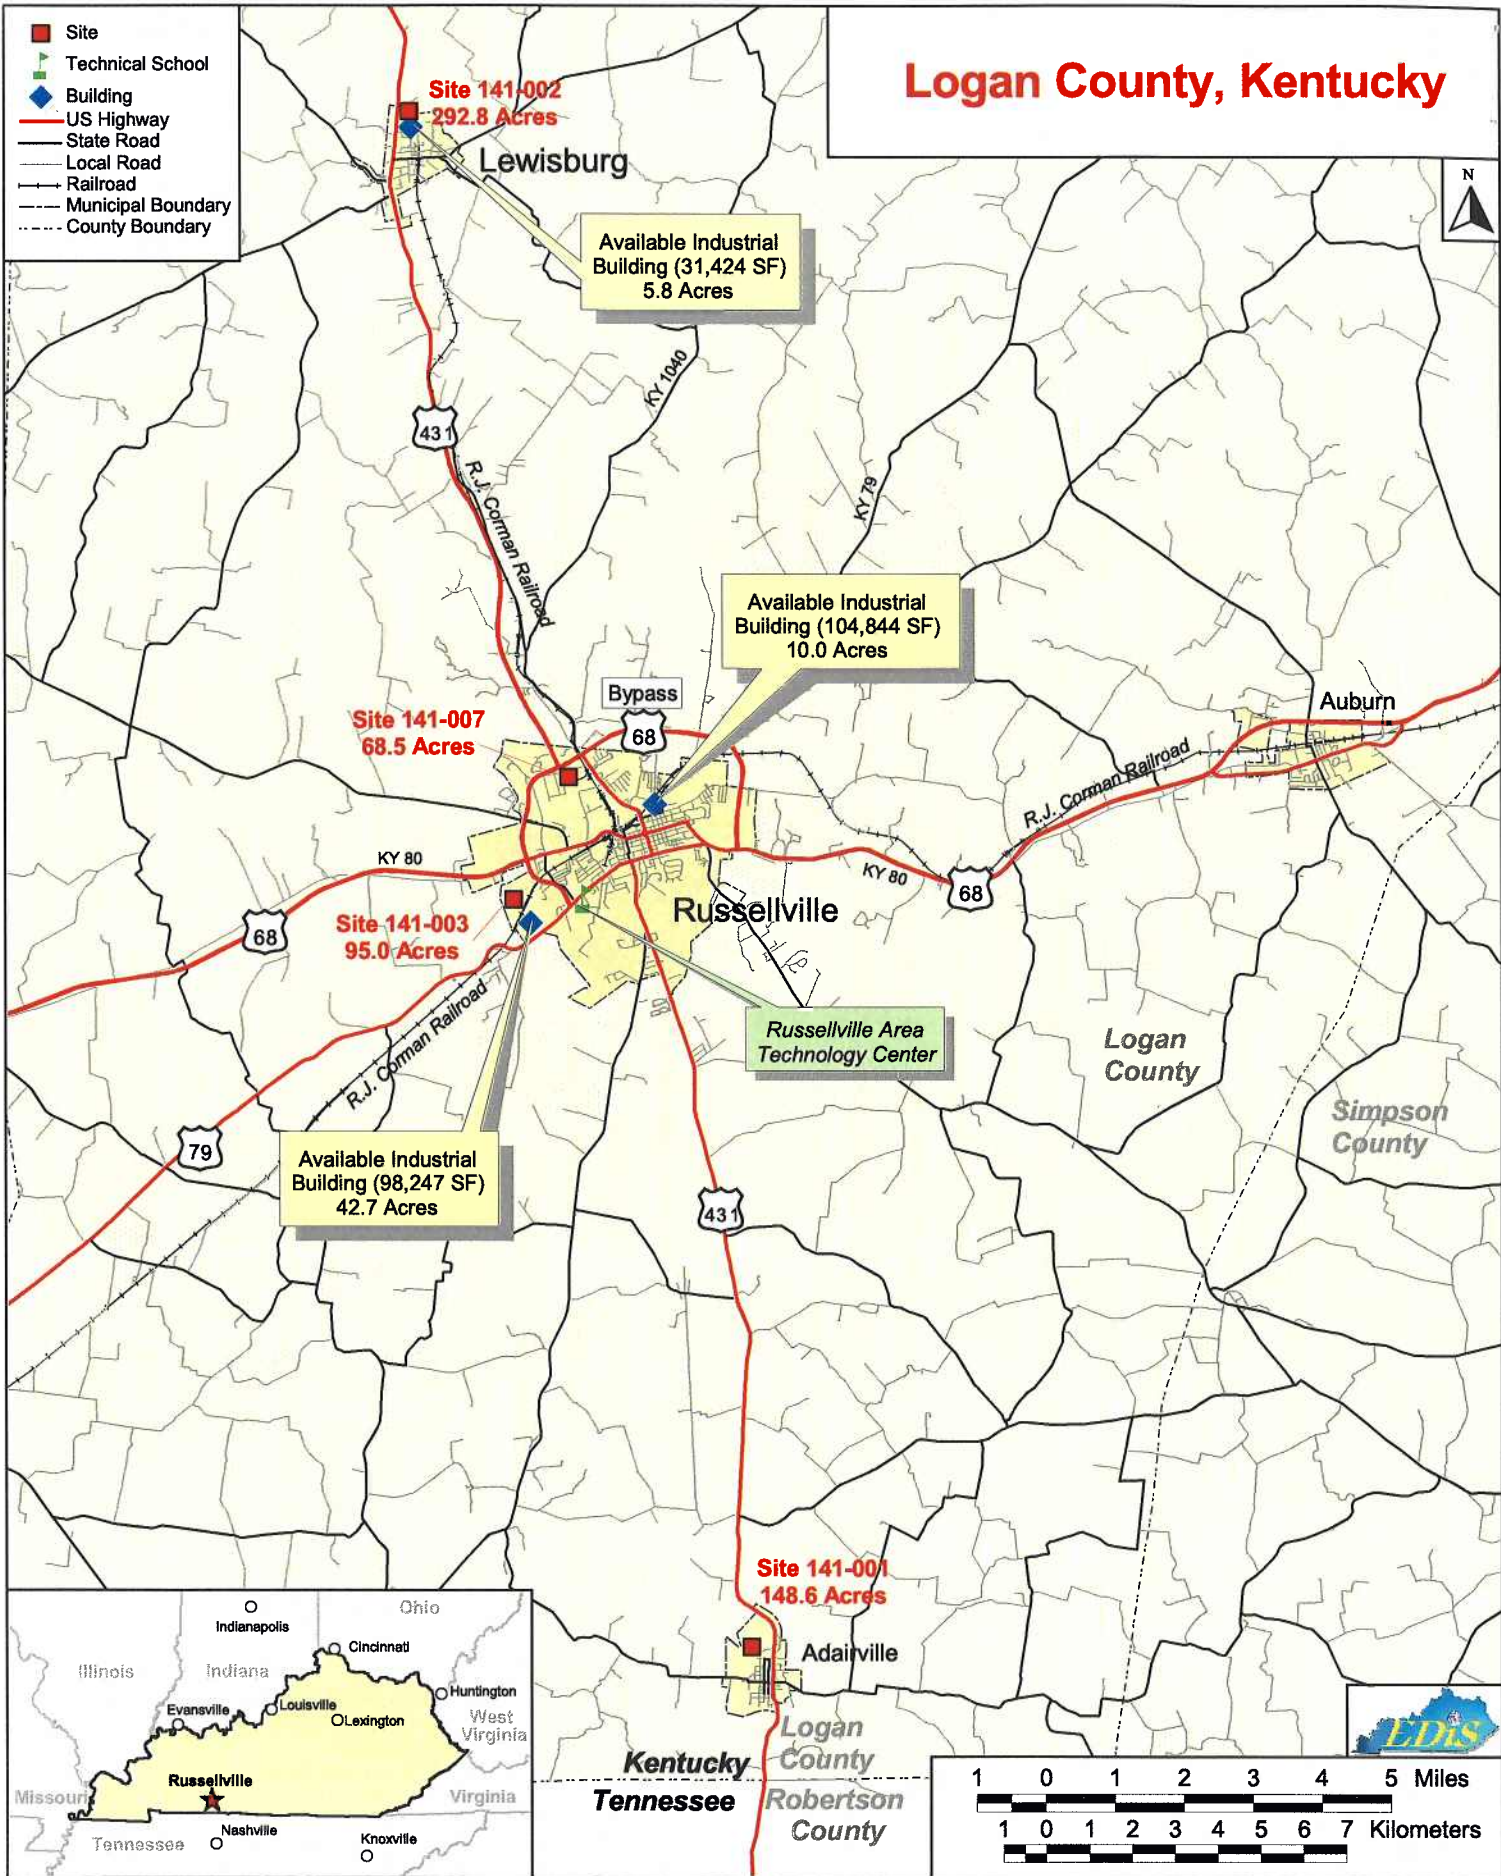 Site
Technical School
Building
US Highway
State Road
Local Road
Railroad
Municipal Boundary
County Boundary
Logan County, Kentucky
N
Site 141-002
292.8 Acres
Lewisburg
Available Industrial
Building (31,424 SF)
5.8 Acres
KY 1040
431
R.J. Corman Railroad
KY 79
Available Industrial
Building (104,844 SF)
10.0 Acres
Bypass
68
Site 141-007
68.5 Acres
Auburn
R.J. Corman Railroad
KY 80
KY 80
68
68
Site 141-003
95.0 Acres
Russellville
R.J. Corman Railroad
Russellville Area
Technology Center
Logan
County
Simpson
County
79
Available Industrial
Building (98,247 SF)
42.7 Acres
431
Site 141-001
148.6 Acres
Adairville
Logan
County
Kentucky
Tennessee
Robertson
County
Indianapolis
Ohio
Cincinnati
Illinois
Indiana
Evansville
Louisville
Lexington
Huntington
West
Virginia
Russellville
Missouri
Virginia
Tennessee
Nashville
Knoxville
EDiS
1 0 1 2 3 4 5 Miles
1 0 1 2 3 4 5 6 7 Kilometers